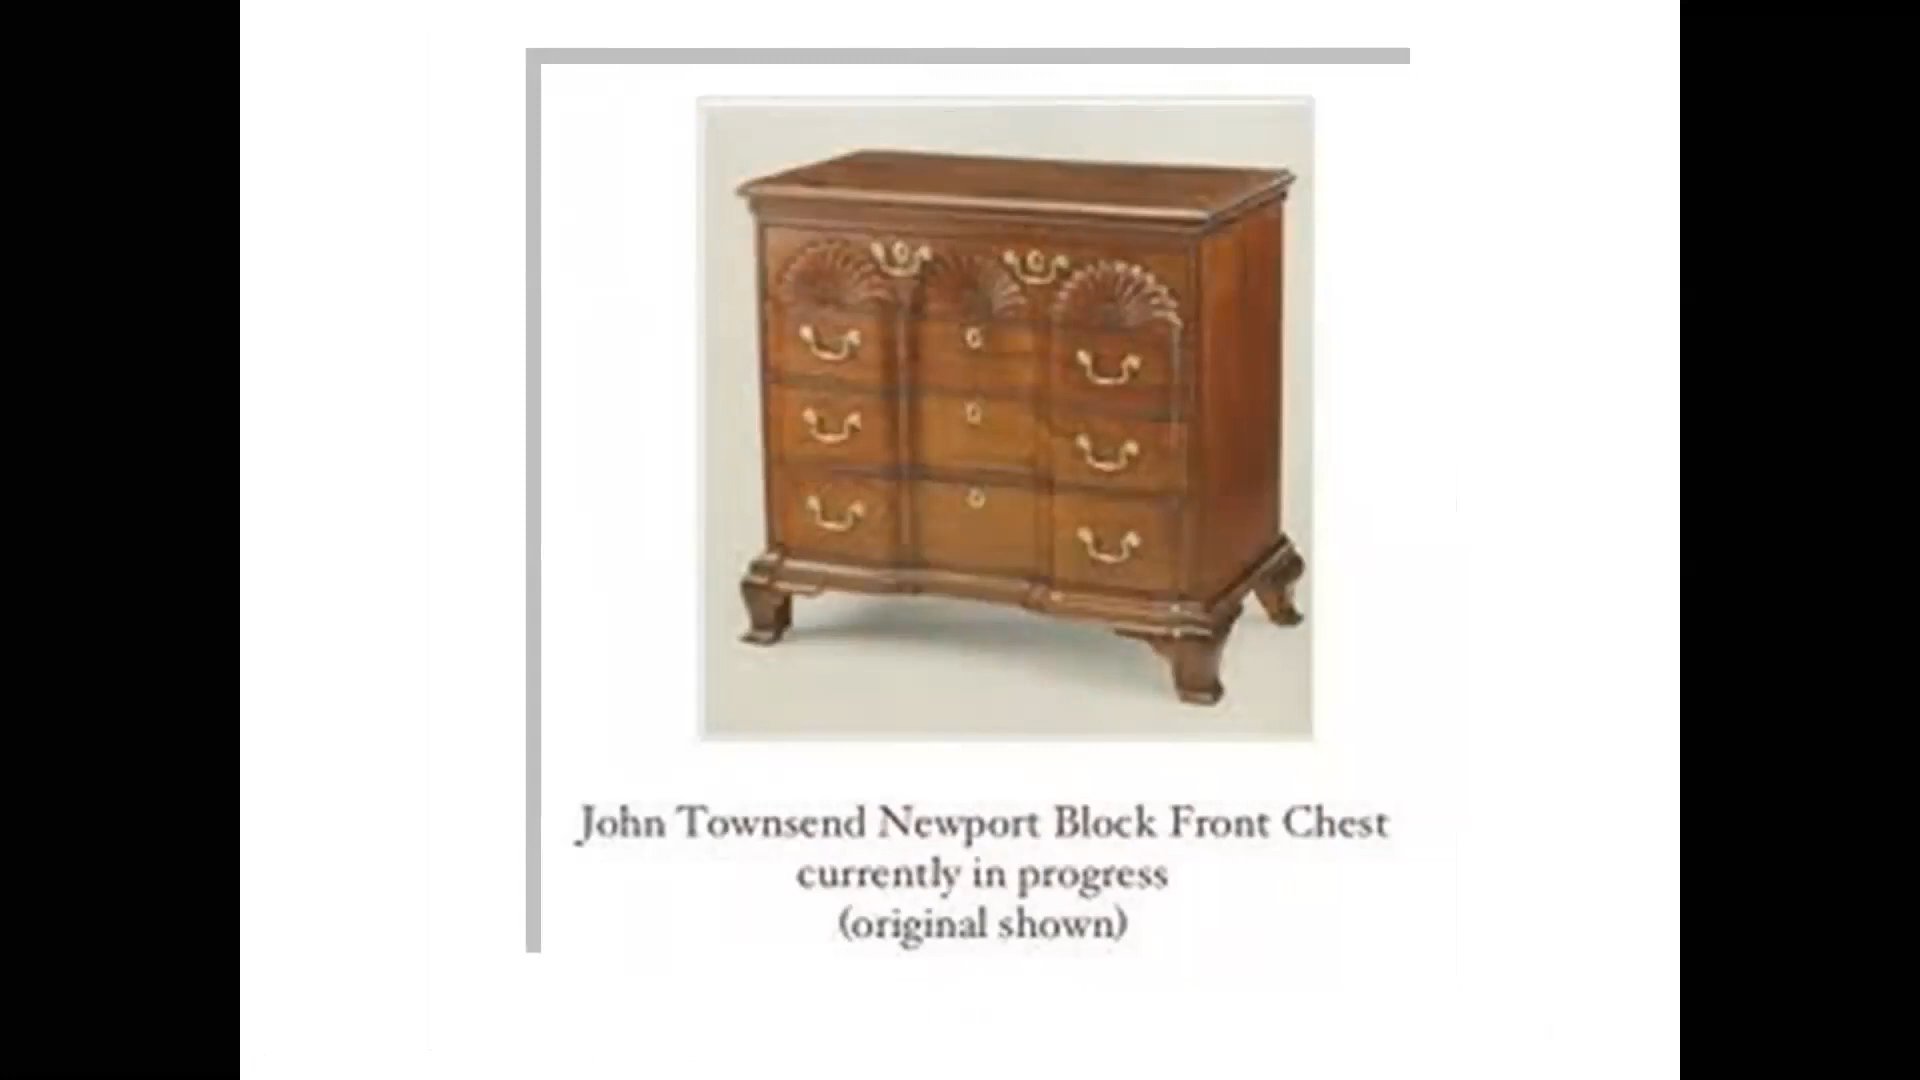 John Townsend Newport Block Front Chest
currently in progress
(original shown)